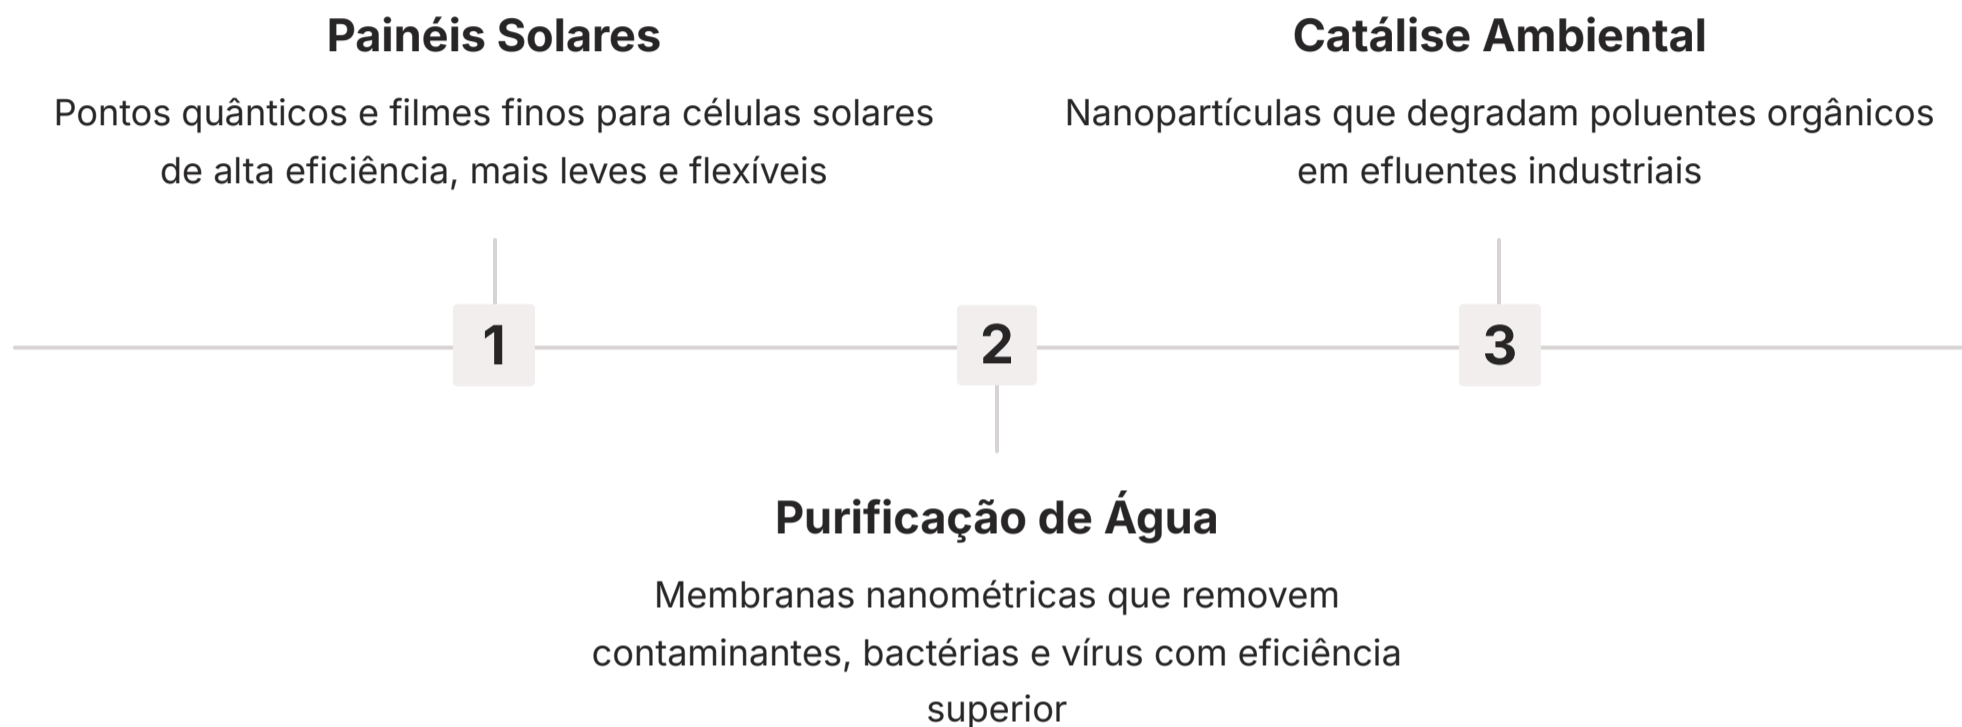 Painéis Solares
Pontos quânticos e filmes finos para células solares
de alta eficiência, mais leves e flexíveis
1
2
Purificação de Água
Membranas nanométricas que removem
contaminantes, bactérias e vírus com eficiência
superior
Catálise Ambiental
Nanopartículas que degradam poluentes orgânicos
em efluentes industriais
3